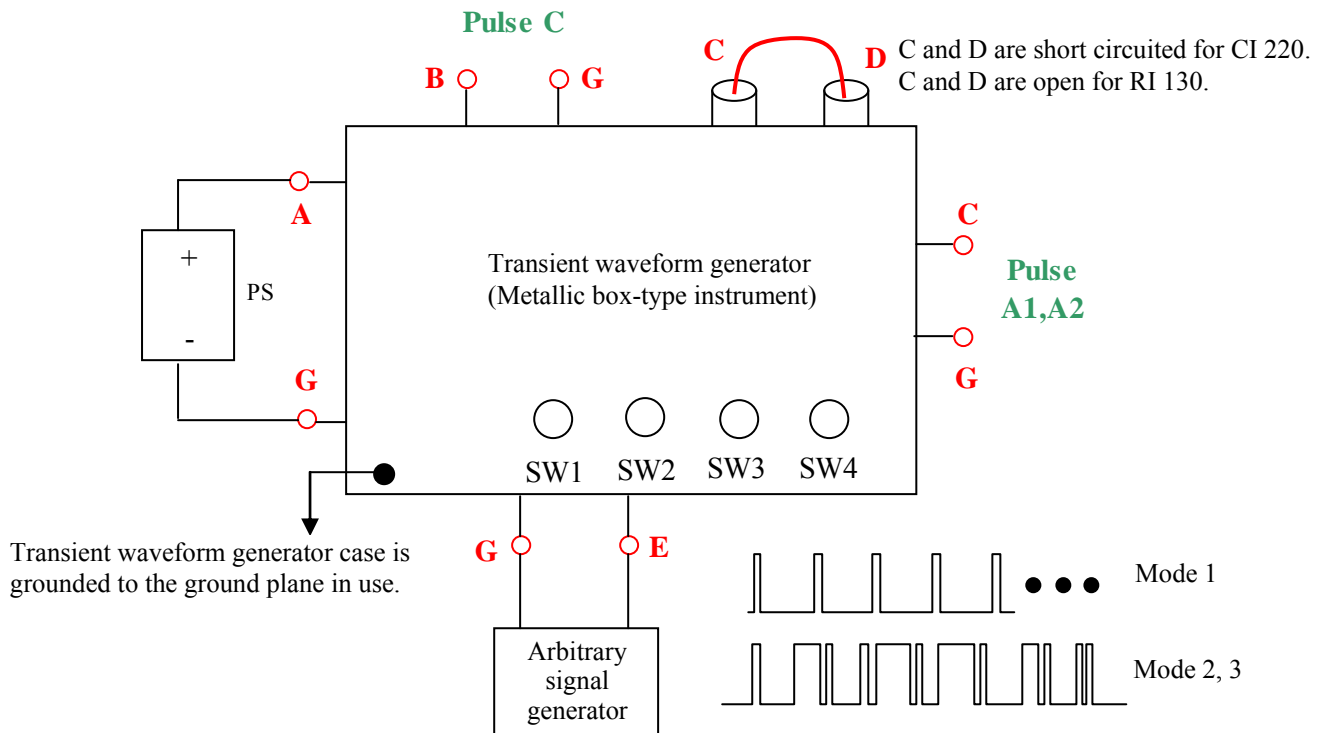 Pulse C
C
D
C and D are short circuited for CI 220.
C and D are open for RI 130.
B
G
A
+
PS
-
G
Transient waveform generator
(Metallic box-type instrument)
C
Pulse
A1,A2
G
SW1
SW2
SW3
SW4
Transient waveform generator case is
grounded to the ground plane in use.
G
E
Arbitrary
signal
generator
Mode 1
Mode 2, 3